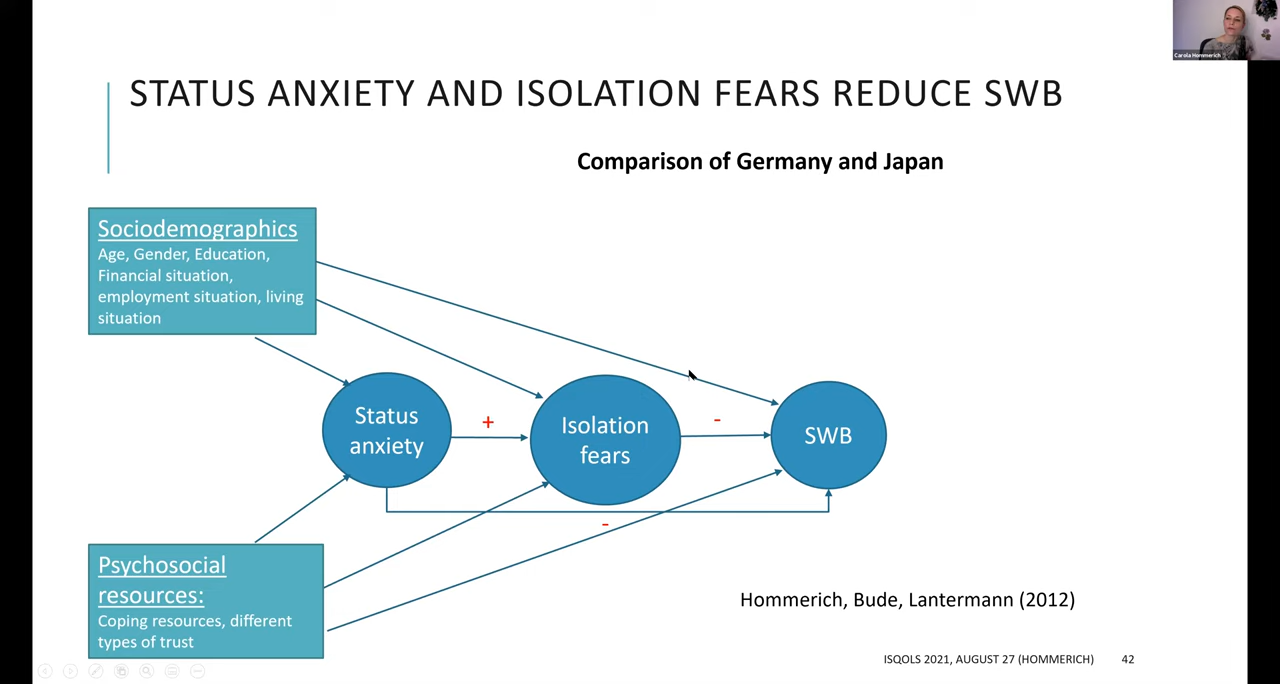 Carola Hommerich
STATUS ANXIETY AND ISOLATION FEARS REDUCE SWB
Comparison of Germany and Japan
Sociodemographics
Age, Gender, Education,
Financial situation,
employment situation, living
situation
Status
anxiety
+
Isolation
fears
-
SWB
-
Psychosocial
resources:
Coping resources, different
types of trust
Hommerich, Bude, Lantermann (2012)
ISQOLS 2021, AUGUST 27 (HOMMERICH)
42